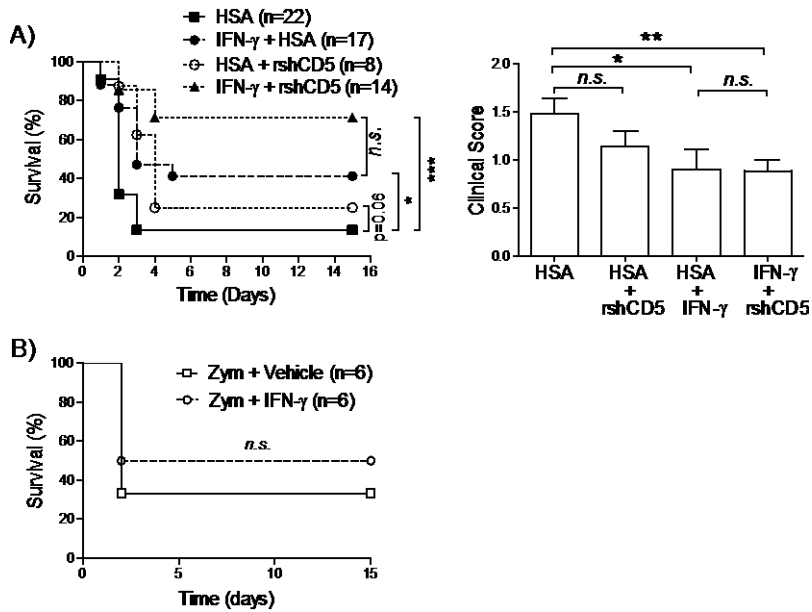 A)
HSA (n=22)
IFN-γ + HSA (n=17)
HSA + rshCD5 (n=8)
IFN-γ + rshCD5 (n=14)
Survival (%)
100
80
60
40
20
0
0 2 4 6 8 10 12 14 16
Time (Days)
n.s.
p=0.06
*
***
Clinical Score
2.0
1.5
1.0
0.5
0.0
**
*
n.s.
n.s.
HSA
HSA + rshCD5
HSA + IFN-γ
IFN-γ + rshCD5
B)
Zym + Vehicle (n=6)
Zym + IFN-γ (n=6)
Survival (%)
100
80
60
40
20
0
n.s.
0 5 10 15
Time (days)